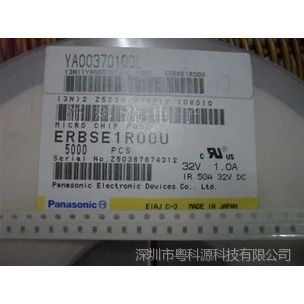 YA00370100L
MICRO CHIP FUSE
ERBSE1R00U
5000 PCS
32V 1.0A
Serial No.Z50387874312
IR 50A 32V DC
Panasonic Electronic Devices Co., Ltd.
Panasonic
EIAJ C-3 MADE IN JAPAN
深圳市粤科源科技有限公司